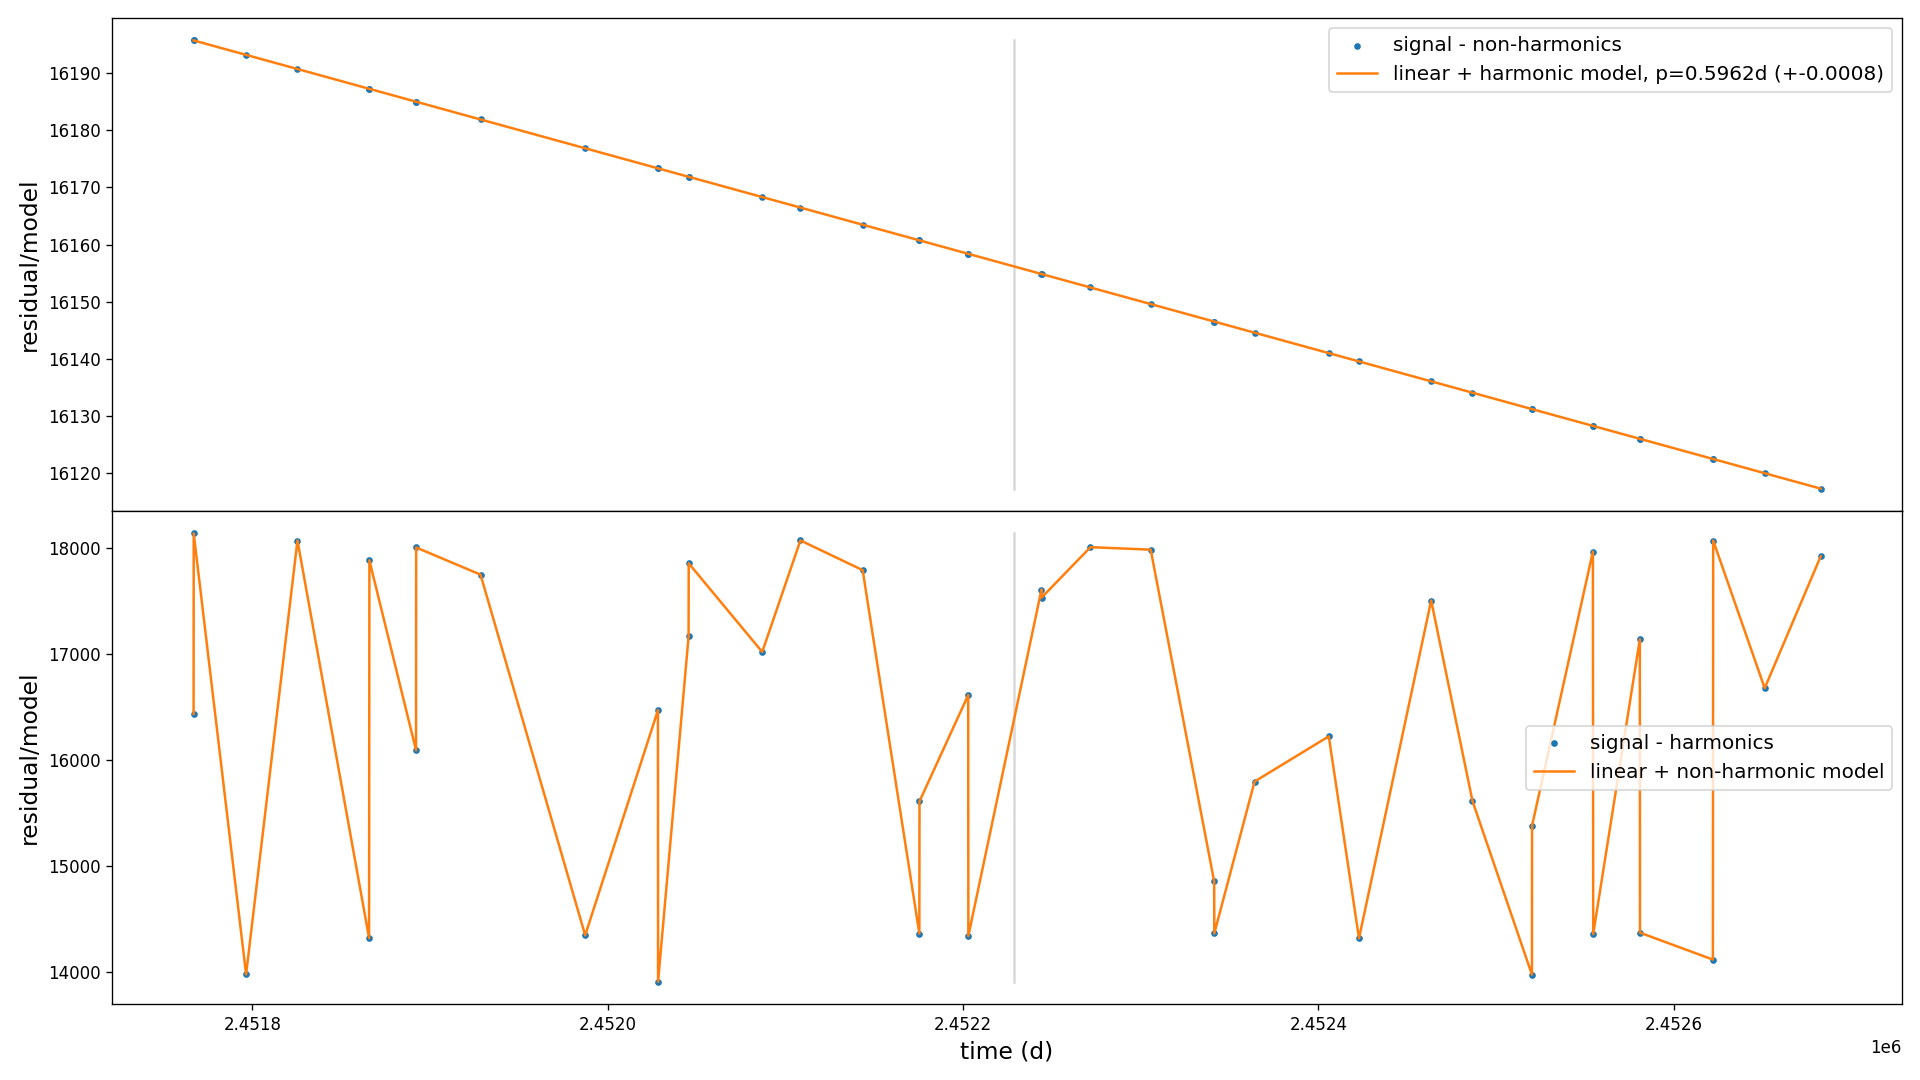 signal - non-harmonics
linear + harmonic model, p=0.5962d (+-0.0008)
residual/model
16190
16180
16170
16160
16150
16140
16130
16120
signal - harmonics
linear + non-harmonic model
residual/model
18000
17000
16000
15000
14000
2.4518
2.4520
2.4522
2.4524
2.4526
1e6
time (d)